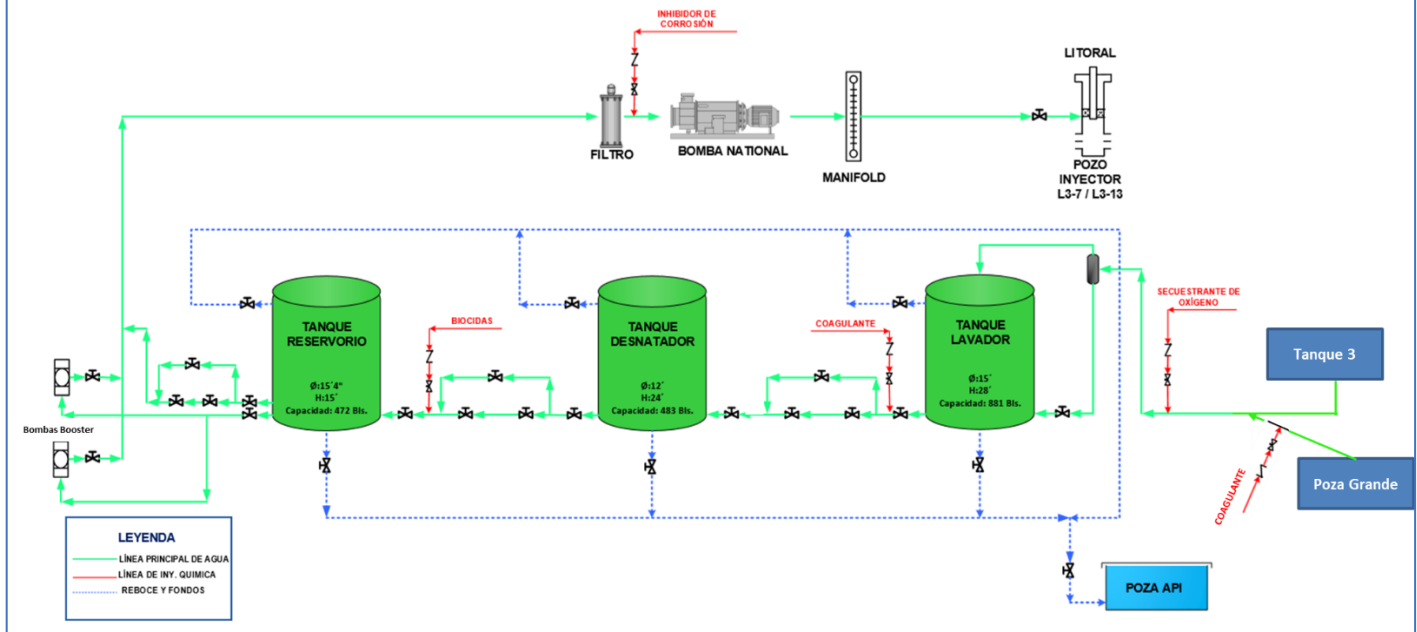 INHIBIDOR DE
CORROSIÓN
LITORAL
FILTRO
BOMBA NATIONAL
MANIFOLD
POZO
INYECTOR
L3-7 / L3-13
SECUESTRANTE DE
OXÍGENO
BIOCIDAS
COAGULANTE
TANQUE
RESERVORIO
Ø:15´4"
H:15´
Capacidad: 472 Bls.
TANQUE
DESNATADOR
Ø:12´
H:24´
Capacidad: 483 Bls.
TANQUE
LAVADOR
Ø:15´
H:28´
Capacidad: 881 Bls.
Tanque 3
Poza Grande
COAGULANTE
Bombas Booster
LEYENDA
LÍNEA PRINCIPAL DE AGUA
LÍNEA DE INY. QUIMICA
REBOCE Y FONDOS
POZA API